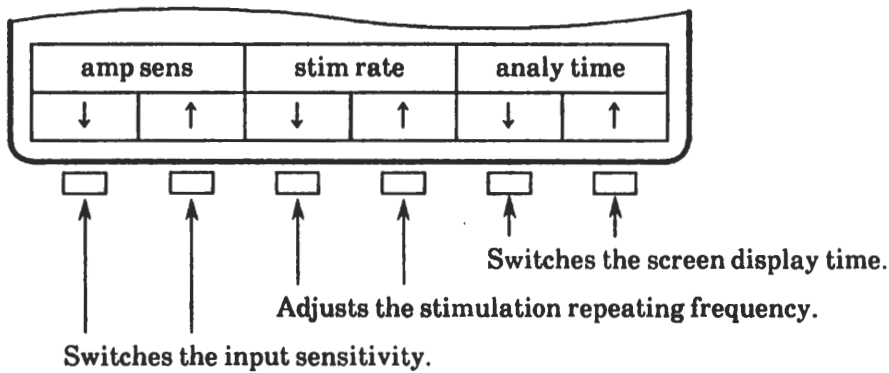 amp sens stim rate analy time
↓ ↑ ↓ ↑ ↓ ↑
Switches the screen display time.
Adjusts the stimulation repeating frequency.
Switches the input sensitivity.